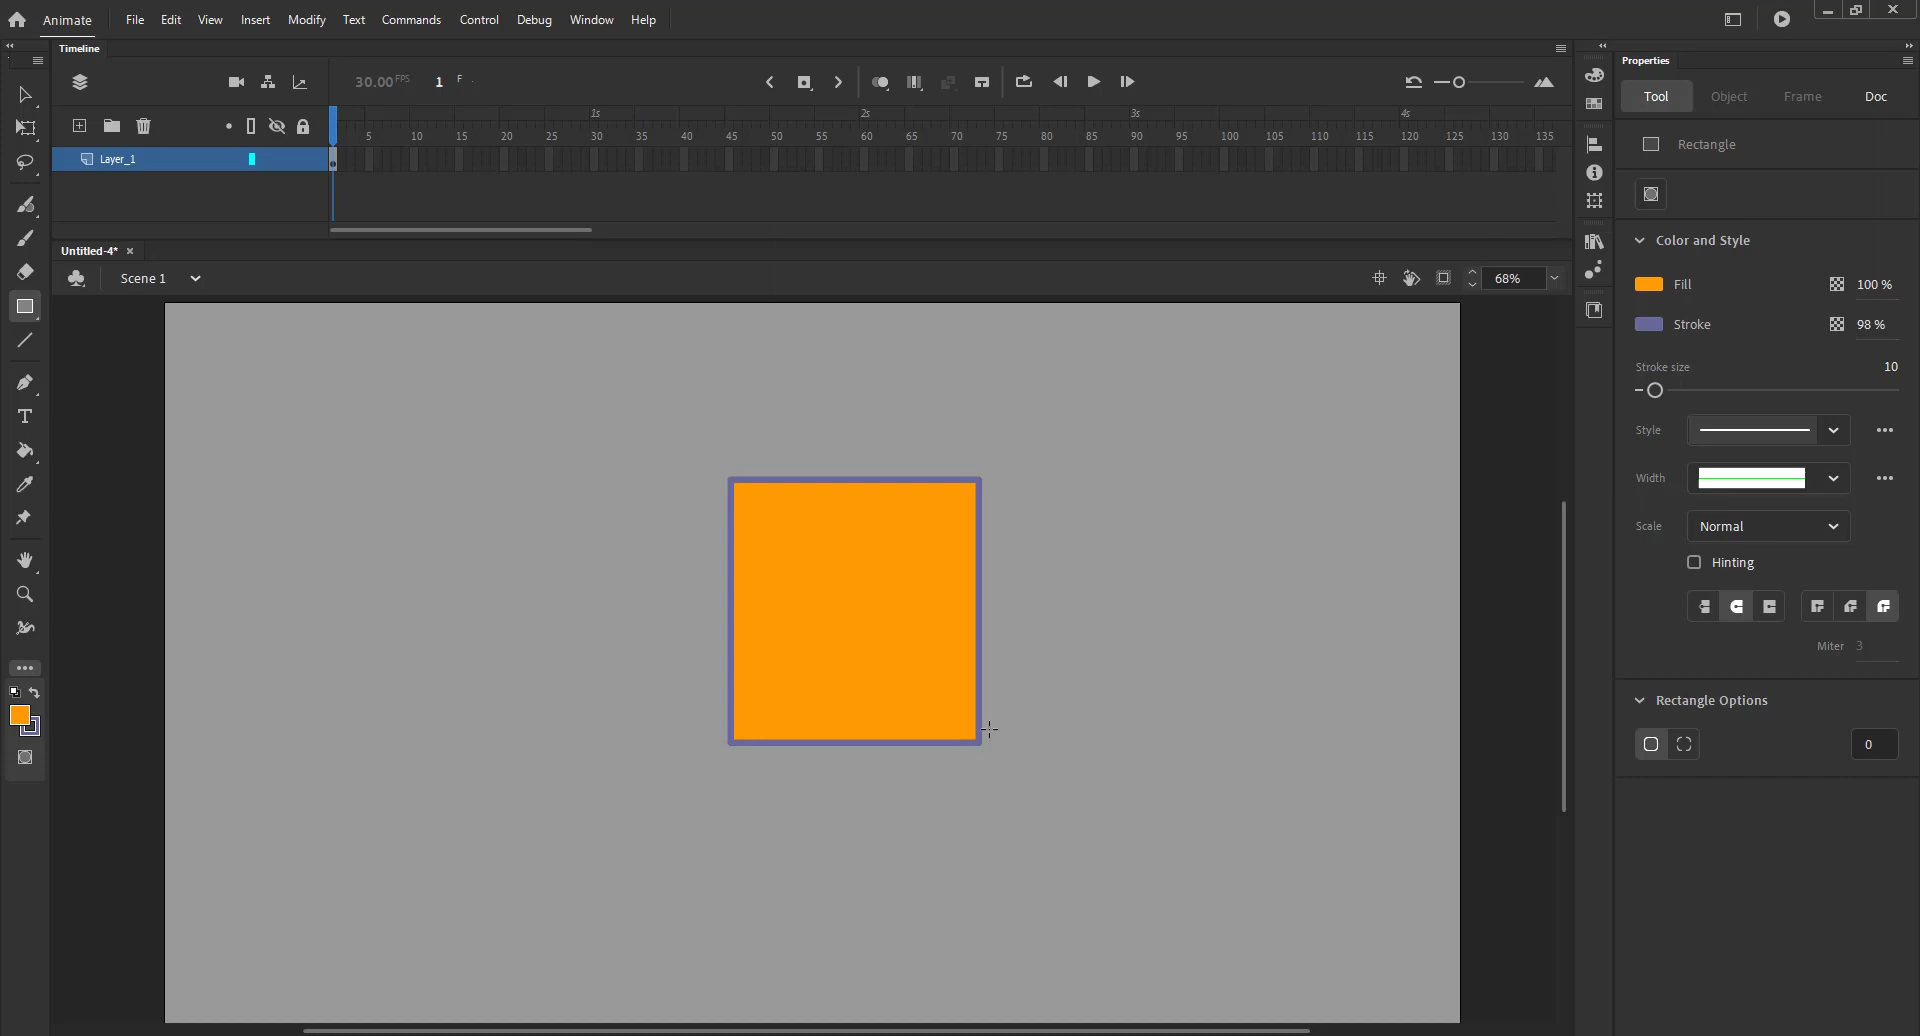 Animate File Edit View Insert Modify Text Commands Control Debug Window Help
Timeline
Properties
30.00 FPS 1 F
Tool Object Frame Doc
1s 2s 3s 4s
5 10 15 20 25 30 35 40 45 50 55 60 65 70 75 80 85 90 95 100 105 110 115 120 125 130 135
Layer_1
Rectangle
Untitled-4*
Scene 1
68%
Color and Style
Fill 100 %
Stroke 98 %
Stroke size 10
Style
Width
Scale Normal
Hinting
Miter 3
Rectangle Options
0